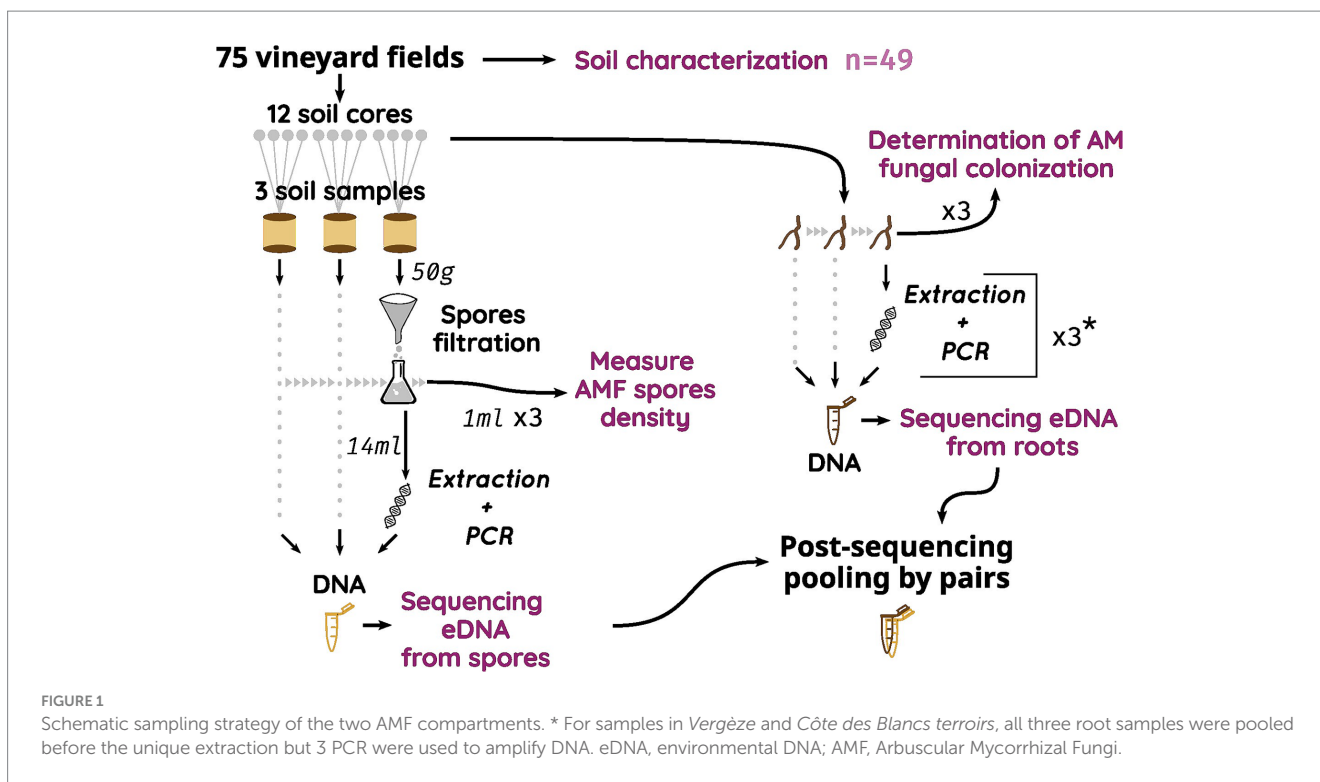 75 vineyard fields
Soil characterization n=49
12 soil cores
3 soil samples
50g
Spores
filtration
Measure
AMF spores
density
1ml x3
14ml
Extraction
+
PCR
DNA
Sequencing
eDNA
from spores
Determination of AM
fungal colonization
x3
Extraction
+
PCR
x3*
DNA
Sequencing eDNA
from roots
Post-sequencing
pooling by pairs
FIGURE 1
Schematic sampling strategy of the two AMF compartments. * For samples in Vergèze and Côte des Blancs terroirs, all three root samples were pooled
before the unique extraction but 3 PCR were used to amplify DNA. eDNA, environmental DNA; AMF, Arbuscular Mycorrhizal Fungi.